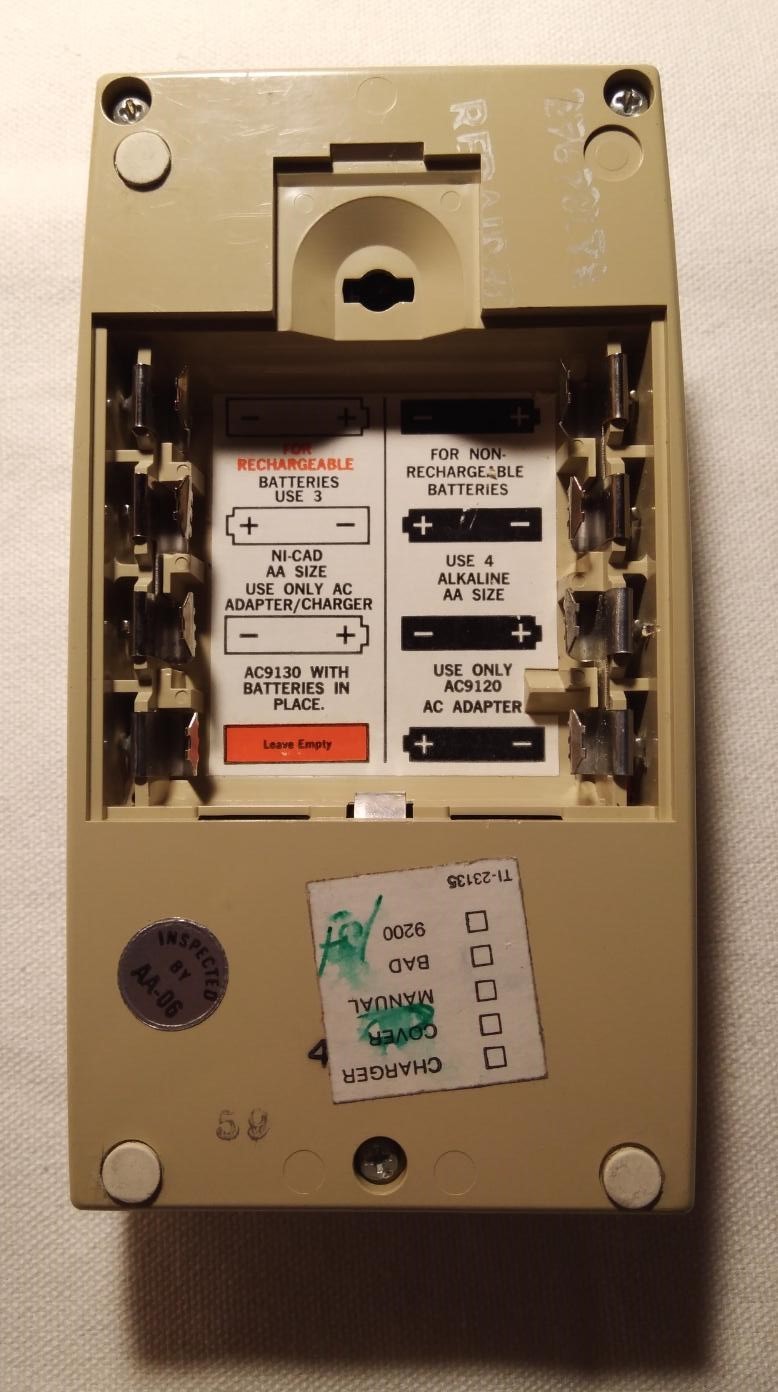 FOR
RECHARGEABLE
BATTERIES
USE 3
NI-CAD
AA SIZE
USE ONLY AC
ADAPTER/CHARGER
AC9130 WITH
BATTERIES IN
PLACE.
Leave Empty
FOR NON-
RECHARGEABLE
BATTERIES
USE 4
ALKALINE
AA SIZE
USE ONLY
AC9120
AC ADAPTER
INSPECTED
BY
AA-06
CHARGER
COVER
MANUAL
BAD
9200
TI-23135
4
59